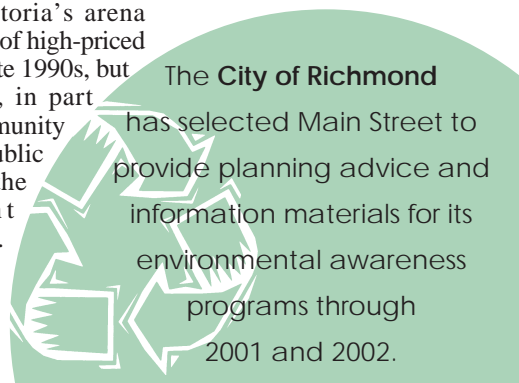 toria's arena
of high-priced
te 1990s, but
, in part
munity
ublic
the
t
.
The City of Richmond
has selected Main Street to
provide planning advice and
information materials for its
environmental awareness
programs through
2001 and 2002.